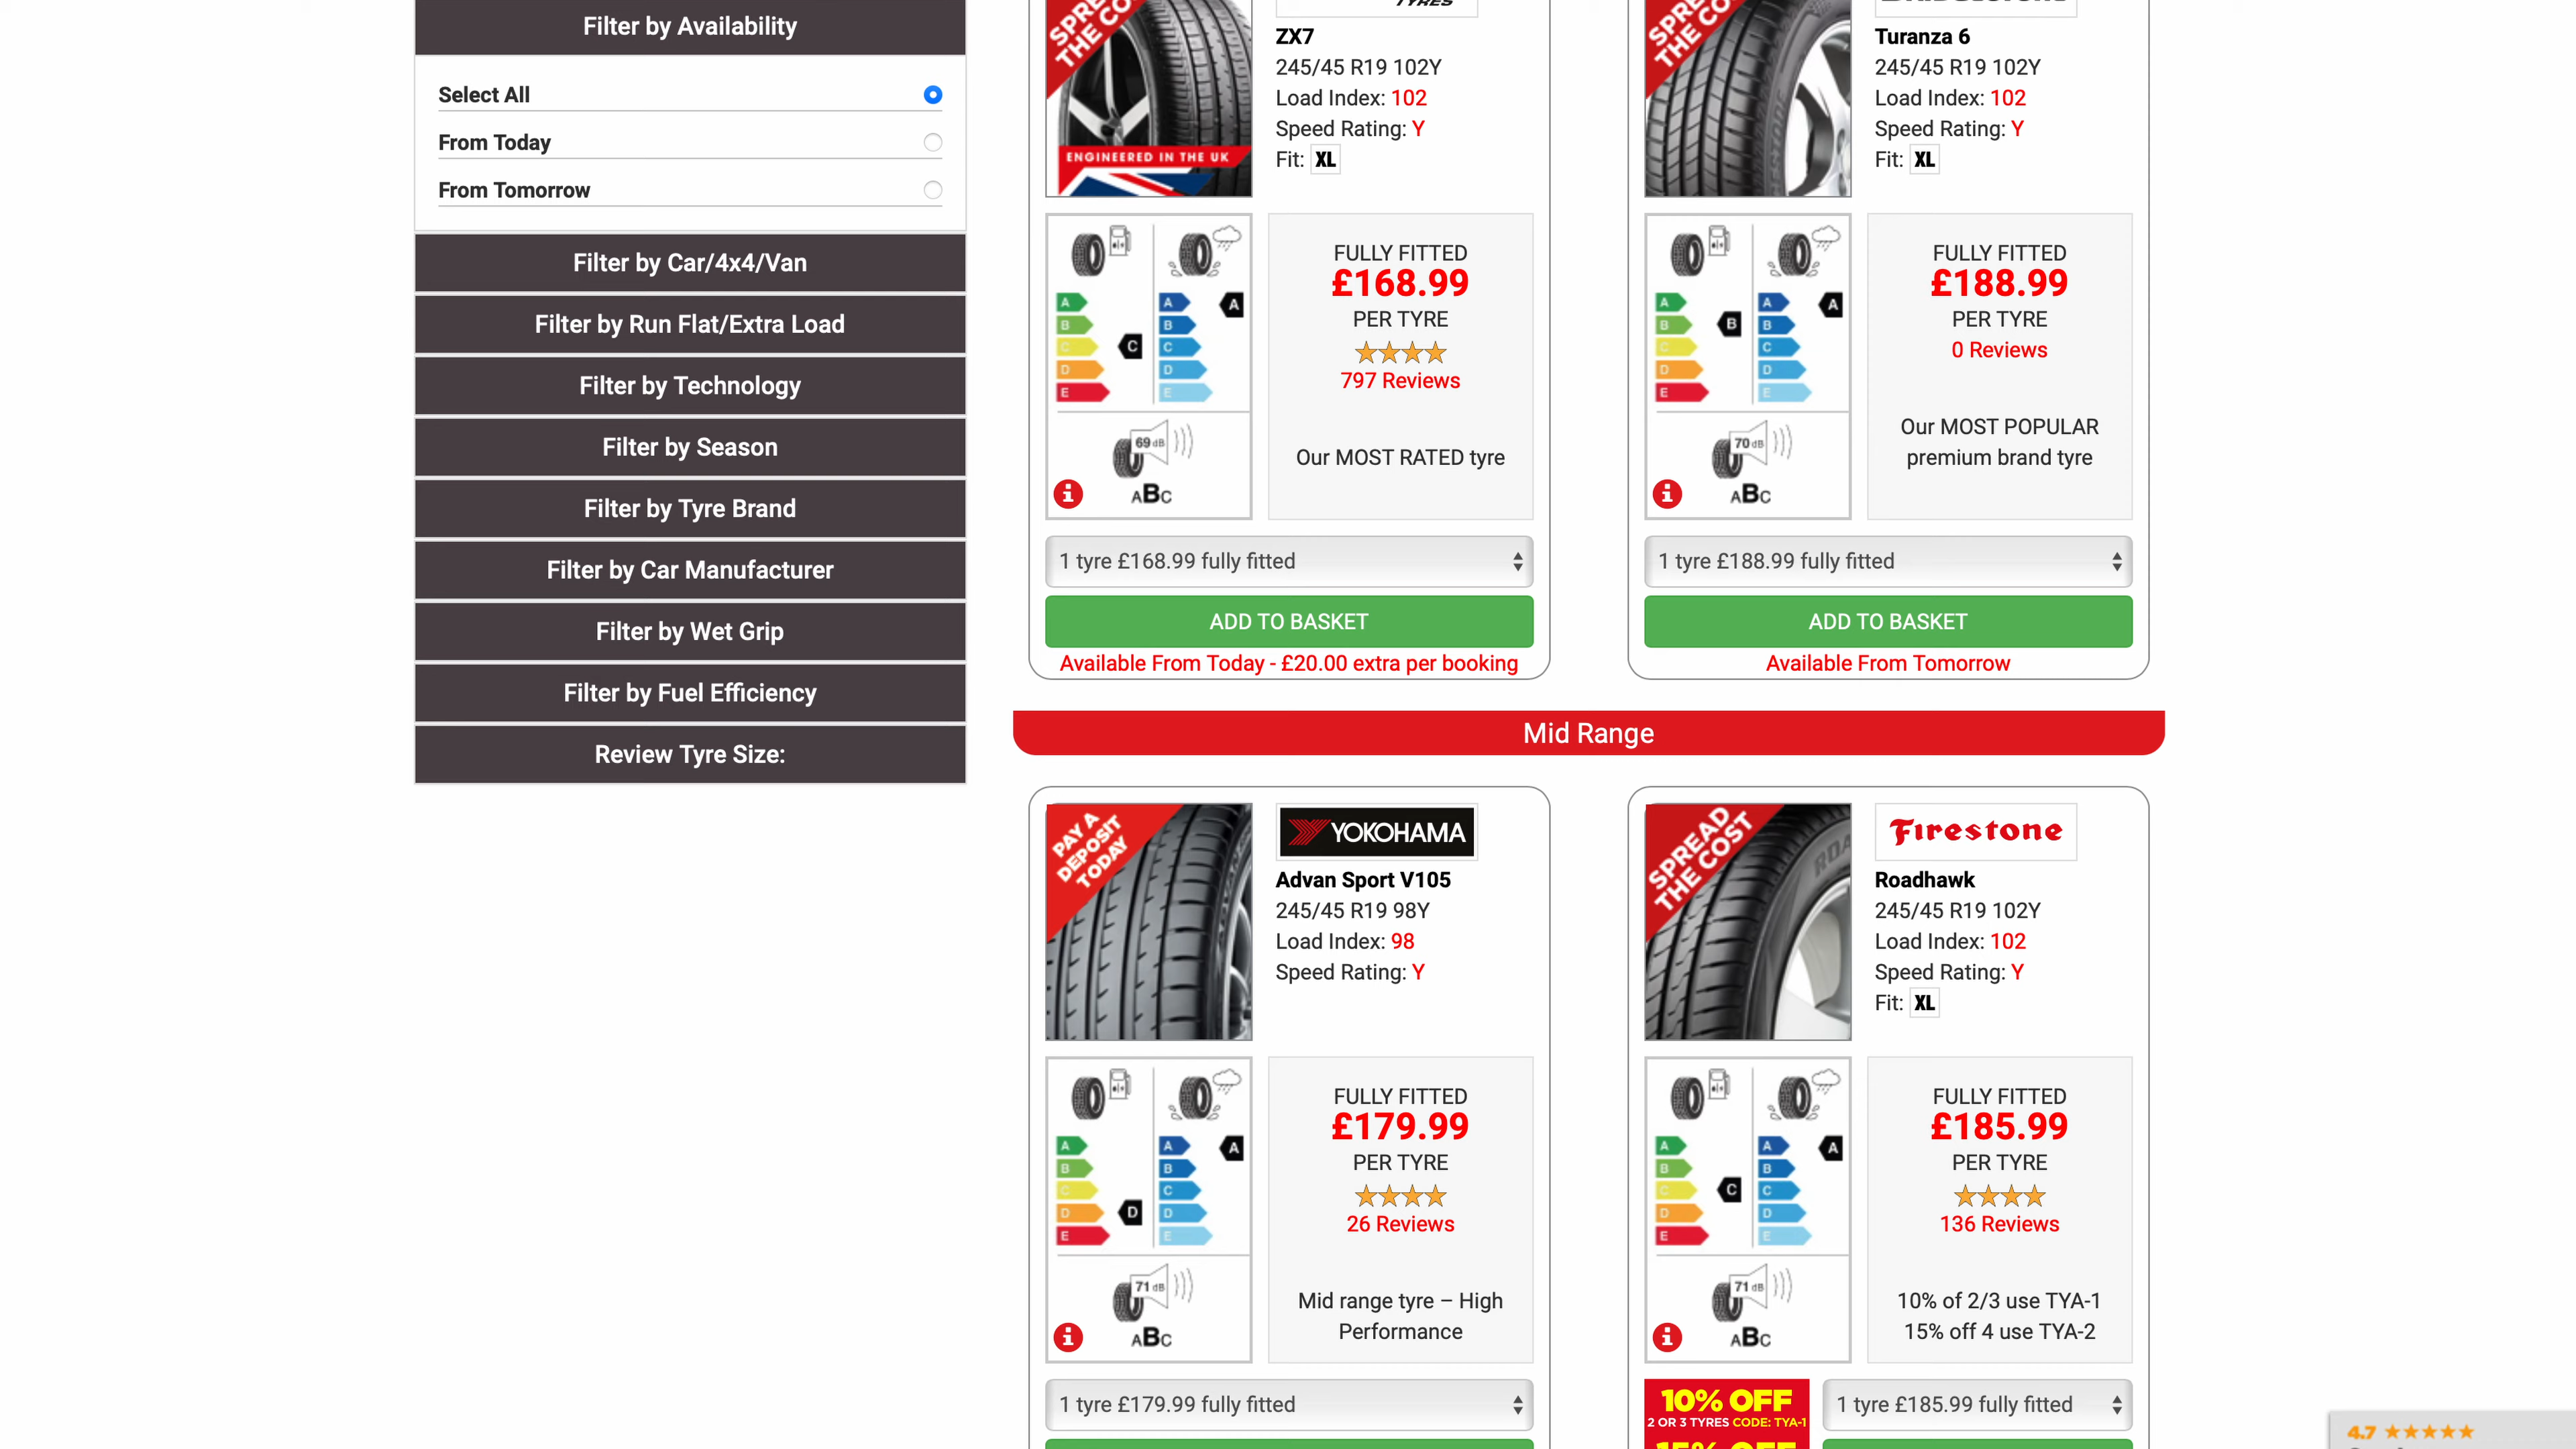 Filter by Availability
Select All
From Today
From Tomorrow
Filter by Car/4x4/Van
Filter by Run Flat/Extra Load
Filter by Technology
Filter by Season
Filter by Tyre Brand
Filter by Car Manufacturer
Filter by Wet Grip
Filter by Fuel Efficiency
Review Tyre Size:
THE CO
ENGINEERED IN THE UK
TYRES
ZX7
245/45 R19 102Y
Load Index: 102
Speed Rating: Y
Fit: XL
A
B
C
D
E
C
A
B
C
D
E
A
69 dB
ABC
FULLY FITTED
£168.99
PER TYRE
797 Reviews
Our MOST RATED tyre
1 tyre £168.99 fully fitted
ADD TO BASKET
Available From Today - £20.00 extra per booking
THE CO
Turanza 6
245/45 R19 102Y
Load Index: 102
Speed Rating: Y
Fit: XL
A
B
C
D
E
B
A
B
C
D
E
A
70 dB
ABC
FULLY FITTED
£188.99
PER TYRE
0 Reviews
Our MOST POPULAR
premium brand tyre
1 tyre £188.99 fully fitted
ADD TO BASKET
Available From Tomorrow
Mid Range
PAY A
DEPOSIT
TODAY
YOKOHAMA
Advan Sport V105
245/45 R19 98Y
Load Index: 98
Speed Rating: Y
A
B
C
D
E
D
A
B
C
D
E
A
71 dB
ABC
FULLY FITTED
£179.99
PER TYRE
26 Reviews
Mid range tyre – High
Performance
1 tyre £179.99 fully fitted
SPREAD
THE COST
Firestone
Roadhawk
245/45 R19 102Y
Load Index: 102
Speed Rating: Y
Fit: XL
A
B
C
D
E
C
A
B
C
D
E
A
71 dB
ABC
FULLY FITTED
£185.99
PER TYRE
136 Reviews
10% of 2/3 use TYA-1
15% off 4 use TYA-2
10% OFF
2 OR 3 TYRES CODE: TYA-1
15% OFF
1 tyre £185.99 fully fitted
4.7